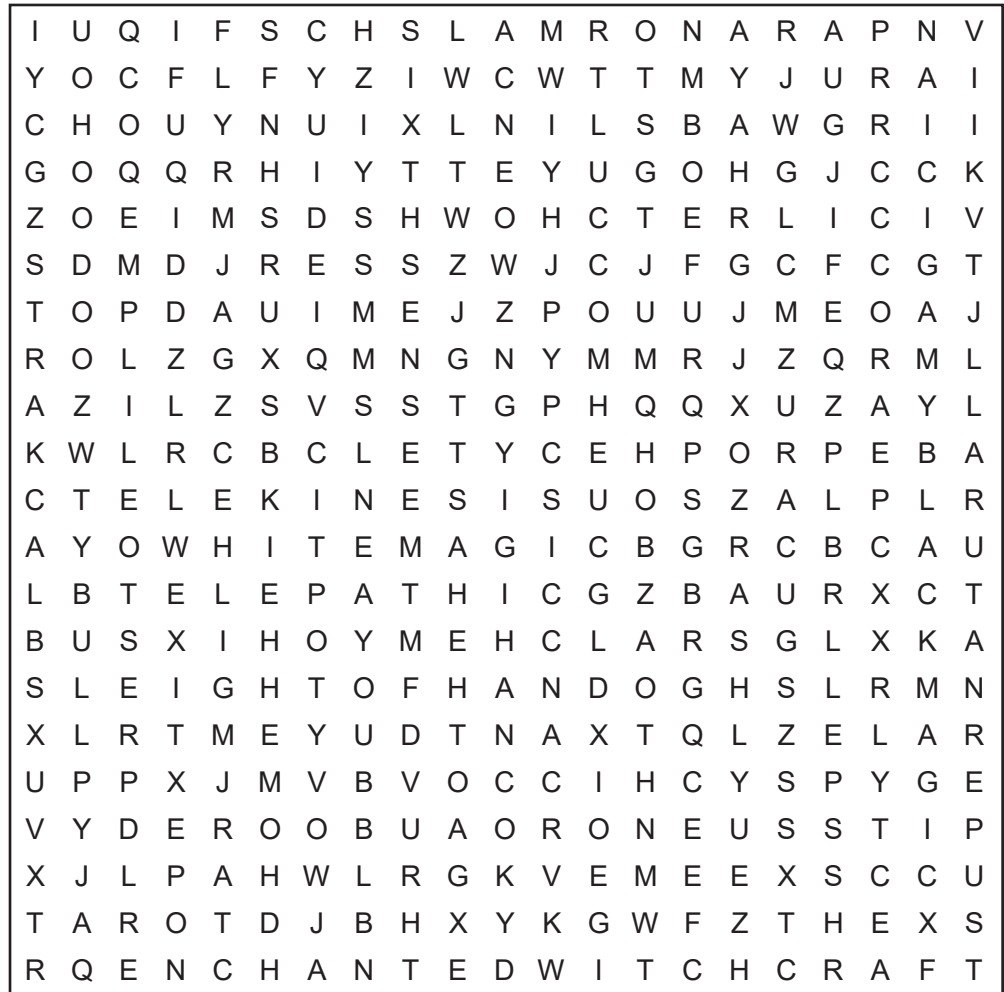 I U Q I F S C H S L A M R O N A R A P N V
Y O C F L F Y Z I W C W T T M Y J U R A I
C H O U Y N U I X L N I L S B A W G R I I
G O Q Q R H I Y T T E Y U G O H G J C C K
Z O E I M S D S H W O H C T E R L I C I V
S D M D J R E S S Z W J C J F G C F C G T
T O P D A U I M E J Z P O U U J M E O A J
R O L Z G X Q M N G N Y M M R J Z Q R M L
A Z I L Z S V S S T G P H Q Q X U Z A Y L
K W L R C B C L E T Y C E H P O R P E B A
C T E L E K I N E S I S U O S Z A L P L R
A Y O W H I T E M A G I C B G R C B C A U
L B T E L E P A T H I C G Z B A U R X C T
B U S X I H O Y M E H C L A R S G L X K A
S L E I G H T O F H A N D O G H S L R M N
X L R T M E Y U D T N A X T Q L Z E L A R
U P P X J M V B V O C C I H C Y S P Y G E
V Y D E R O O B U A O R O N E U S S T I P
X J L P A H W L R G K V E M E E X S C C U
T A R O T D J B H X Y K G W F Z T H E X S
R Q E N C H A N T E D W I T C H C R A F T